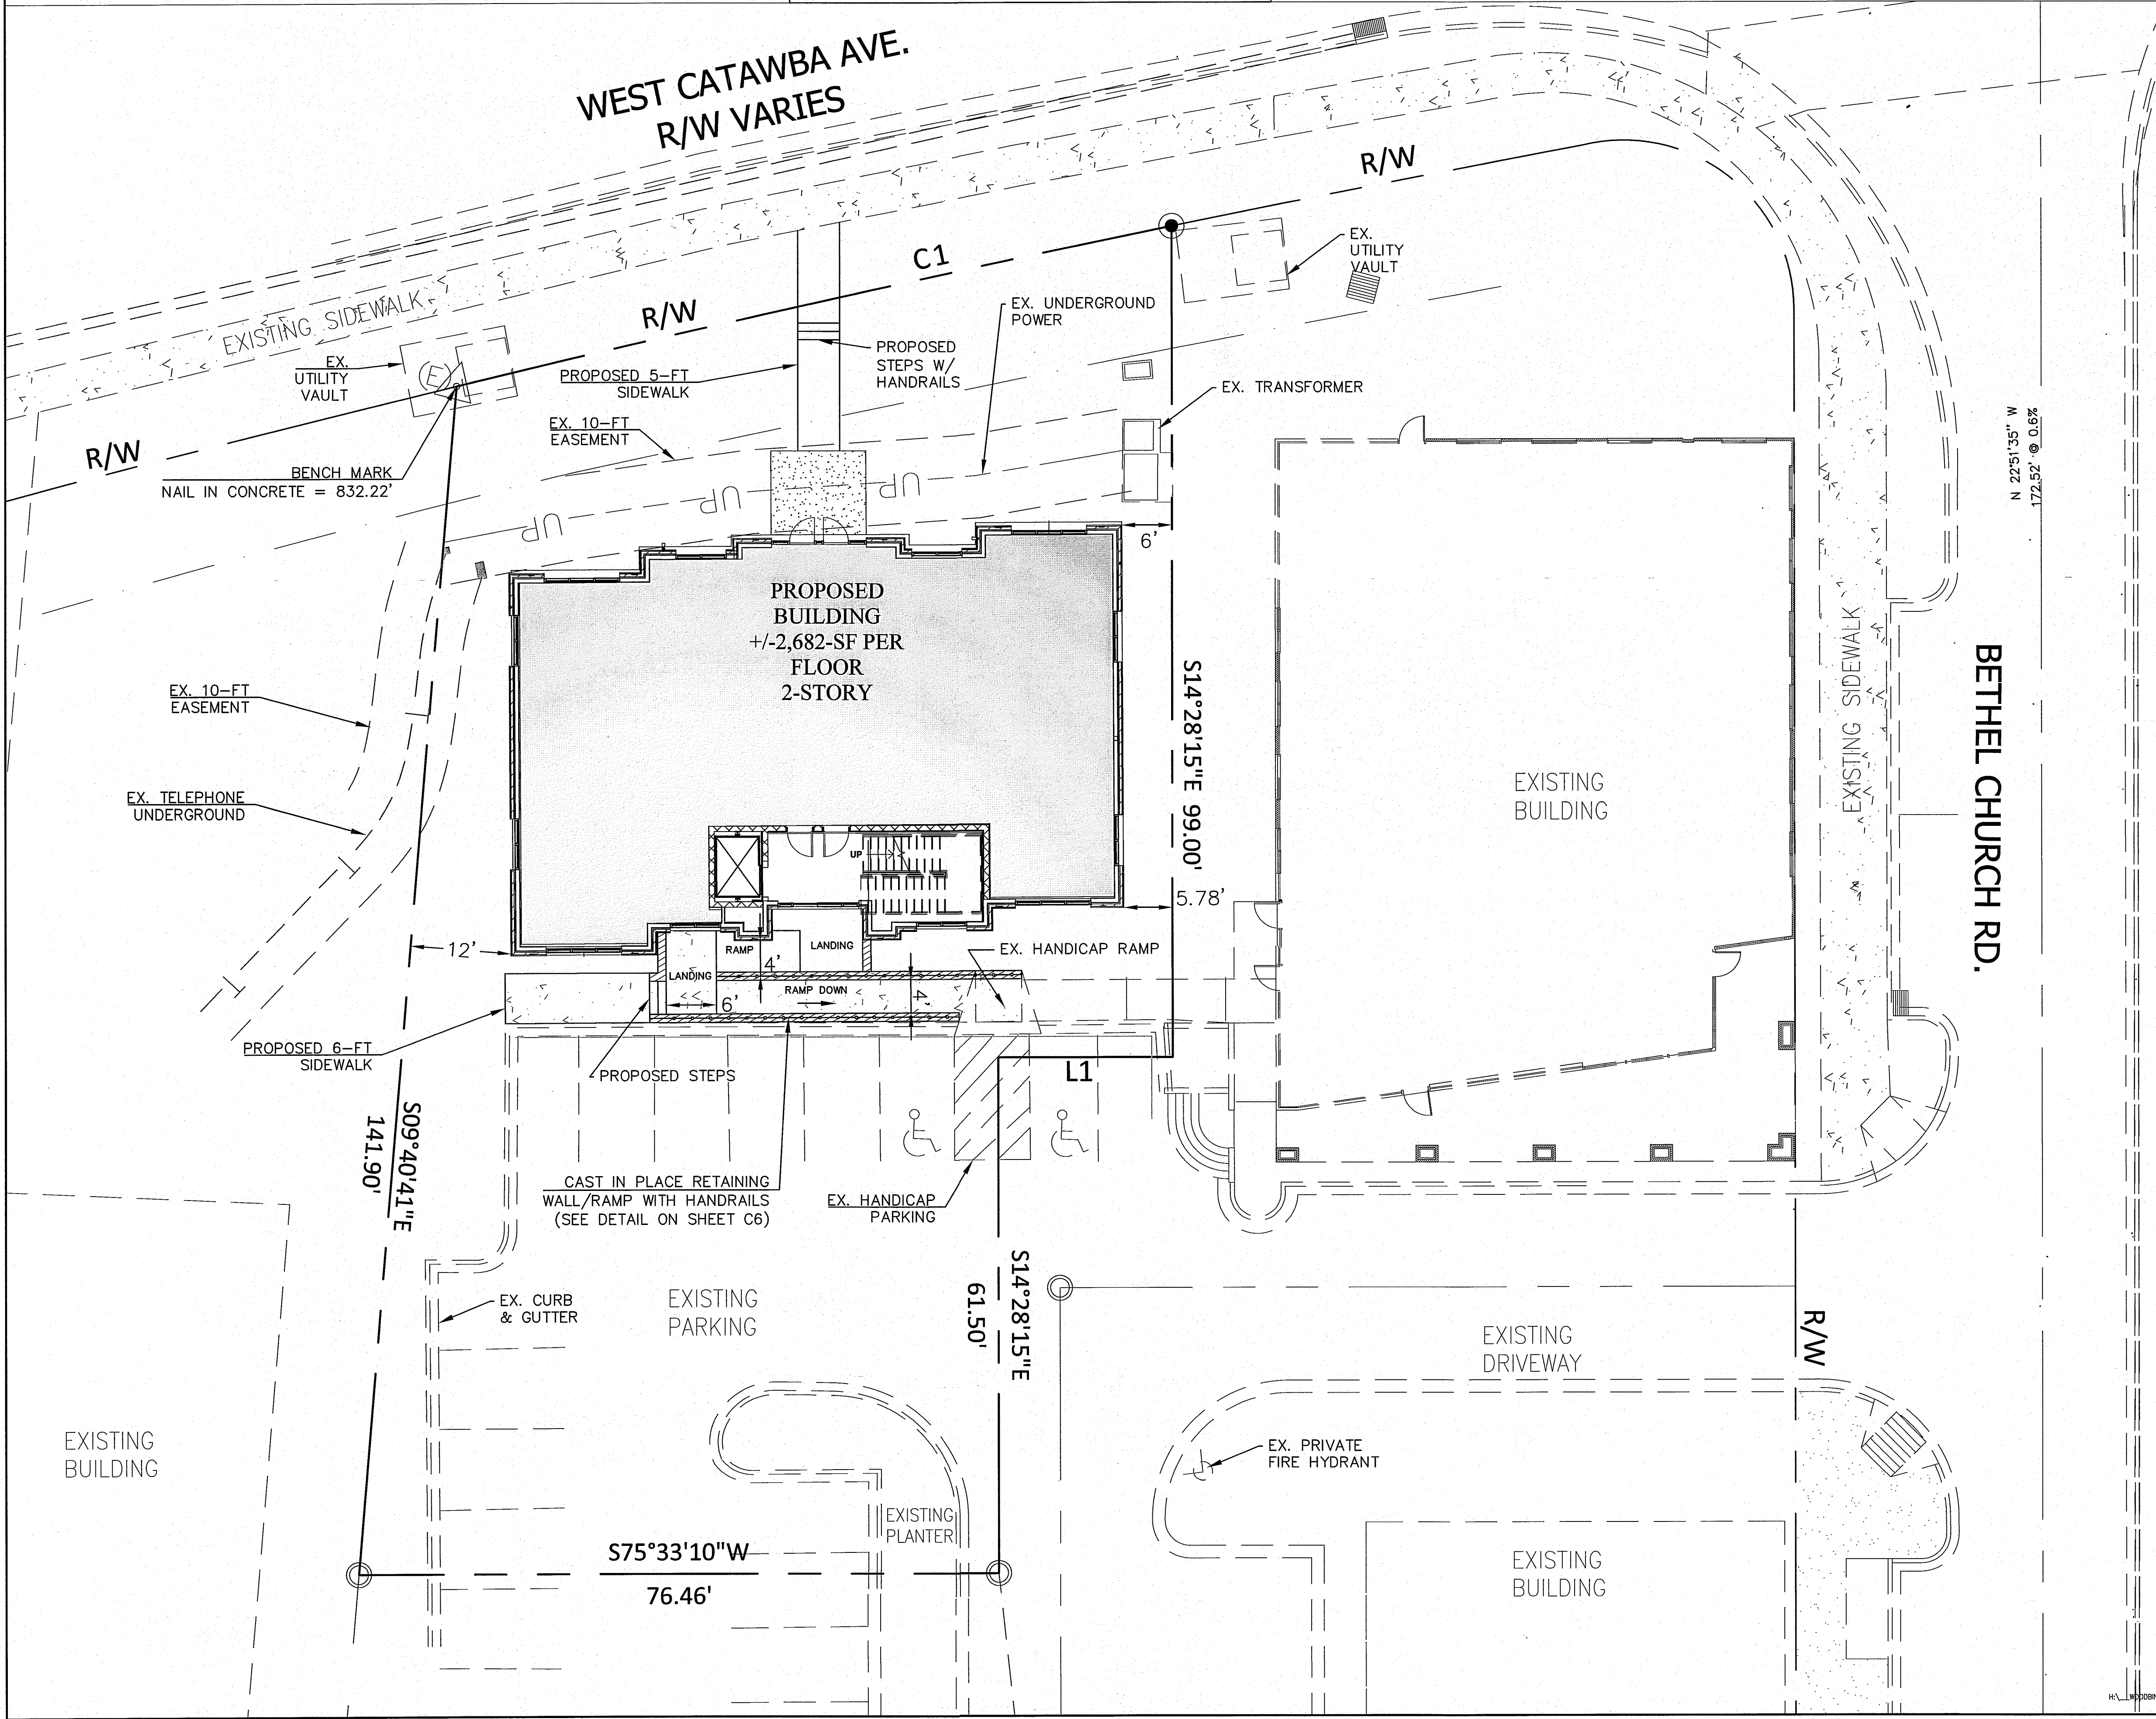 WEST CATAWBA AVE.
R/W VARIES
R/W
C1
EX.
UTILITY
VAULT
R/W
EX. UNDERGROUND
POWER
EXISTING SIDEWALK
PROPOSED
STEPS W/
HANDRAILS
EX.
UTILITY
VAULT
E
PROPOSED 5-FT
SIDEWALK
EX. TRANSFORMER
EX. 10-FT
EASEMENT
R/W
BENCH MARK
NAIL IN CONCRETE = 832.22'
UP
UP
UP
N 22°51'35" W
172.52' @ 0.6%
6'
PROPOSED
BUILDING
+/-2,682-SF PER
FLOOR
2-STORY
S14°28'15"E 99.00'
EXISTING SIDEWALK
BETHEL CHURCH RD.
EX. 10-FT
EASEMENT
EXISTING
BUILDING
EX. TELEPHONE
UNDERGROUND
T
T
T
UP
5.78'
12'
RAMP
LANDING
EX. HANDICAP RAMP
4'
LANDING
RAMP DOWN
6'
4'
PROPOSED 6-FT
SIDEWALK
PROPOSED STEPS
L1
S09°40'41"E
141.90'
CAST IN PLACE RETAINING
WALL/RAMP WITH HANDRAILS
(SEE DETAIL ON SHEET C6)
EX. HANDICAP
PARKING
S14°28'15"E
61.50'
EX. CURB
& GUTTER
EXISTING
PARKING
EXISTING
DRIVEWAY
R/W
EXISTING
BUILDING
EX. PRIVATE
FIRE HYDRANT
EXISTING
PLANTER
S75°33'10"W
76.46'
EXISTING
BUILDING